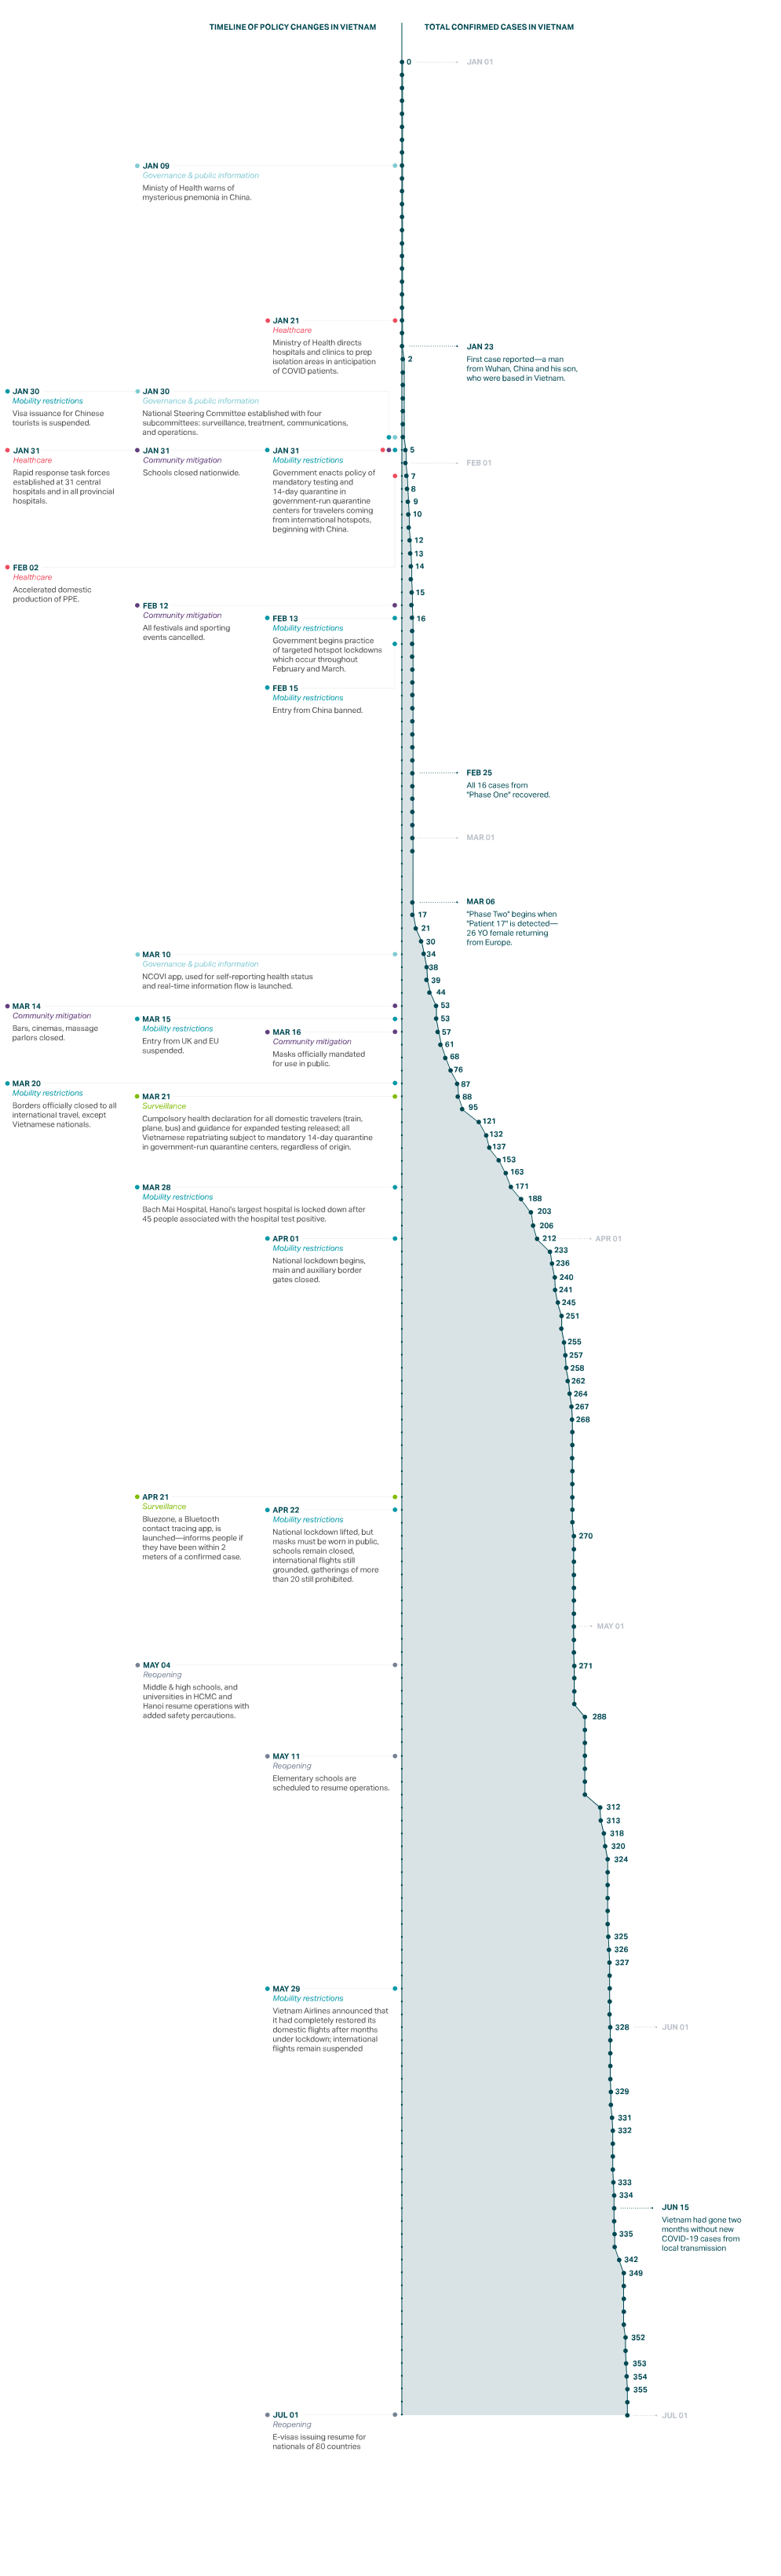 TIMELINE OF POLICY CHANGES IN VIETNAM
TOTAL CONFIRMED CASES IN VIETNAM
0
JAN 01
JAN 09
Governance & public information
Ministy of Health warns of
mysterious pnemonia in China.
JAN 21
Healthcare
Ministry of Health directs
hospitals and clinics to prep
isolation areas in anticipation
of COVID patients.
JAN 23
First case reported—a man
from Wuhan, China and his son,
who were based in Vietnam.
2
JAN 30
Mobility restrictions
Visa issuance for Chinese
tourists is suspended.
JAN 30
Governance & public information
National Steering Committee established with four
subcommittees: surveillance, treatment, communications,
and operations.
JAN 31
Healthcare
Rapid response task forces
established at 31 central
hospitals and in all provincial
hospitals.
JAN 31
Community mitigation
Schools closed nationwide.
JAN 31
Mobility restrictions
Government enacts policy of
mandatory testing and
14-day quarantine in
government-run quarantine
centers for travelers coming
from international hotspots,
beginning with China.
5
FEB 01
7
8
9
10
12
13
14
FEB 02
Healthcare
Accelerated domestic
production of PPE.
15
FEB 12
Community mitigation
All festivals and sporting
events cancelled.
FEB 13
Mobility restrictions
Government begins practice
of targeted hotspot lockdowns
which occur throughout
February and March.
16
FEB 15
Mobility restrictions
Entry from China banned.
FEB 25
All 16 cases from
"Phase One" recovered.
MAR 01
MAR 06
"Phase Two" begins when
"Patient 17" is detected—
26 YO female returning
from Europe.
17
21
30
34
MAR 10
Governance & public information
NCOVI app, used for self-reporting health status
and real-time information flow is launched.
38
39
44
MAR 14
Community mitigation
Bars, cinemas, massage
parlors closed.
53
MAR 15
Mobility restrictions
Entry from UK and EU
suspended.
53
MAR 16
Community mitigation
Masks officially mandated
for use in public.
57
61
68
76
MAR 20
Mobility restrictions
Borders officially closed to all
international travel, except
Vietnamese nationals.
87
MAR 21
Surveillance
Cumpolsory health declaration for all domestic travelers (train,
plane, bus) and guidance for expanded testing released; all
Vietnamese repatriating subject to mandatory 14-day quarantine
in government-run quarantine centers, regardless of origin.
88
95
121
132
137
153
163
171
MAR 28
Mobility restrictions
Bach Mai Hospital, Hanoi's largest hospital is locked down after
45 people associated with the hospital test positive.
188
203
206
APR 01
Mobility restrictions
National lockdown begins,
main and auxiliary border
gates closed.
212
APR 01
233
236
240
241
245
251
255
257
258
262
264
267
268
APR 21
Surveillance
Bluezone, a Bluetooth
contact tracing app, is
launched—informs people if
they have been within 2
meters of a confirmed case.
APR 22
Mobility restrictions
National lockdown lifted, but
masks must be worn in public,
schools remain closed,
international flights still
grounded, gatherings of more
than 20 still prohibited.
270
MAY 01
271
MAY 04
Reopening
Middle & high schools, and
universities in HCMC and
Hanoi resume operations with
added safety percautions.
288
MAY 11
Reopening
Elementary schools are
scheduled to resume operations.
312
313
318
320
324
325
326
327
MAY 29
Mobility restrictions
Vietnam Airlines announced that
it had completely restored its
domestic flights after months
under lockdown; international
flights remain suspended
328
JUN 01
329
331
332
333
334
JUN 15
Vietnam had gone two
months without new
COVID-19 cases from
local transmission
335
342
349
352
353
354
355
JUL 01
Reopening
E-visas issuing resume for
nationals of 80 countries
JUL 01